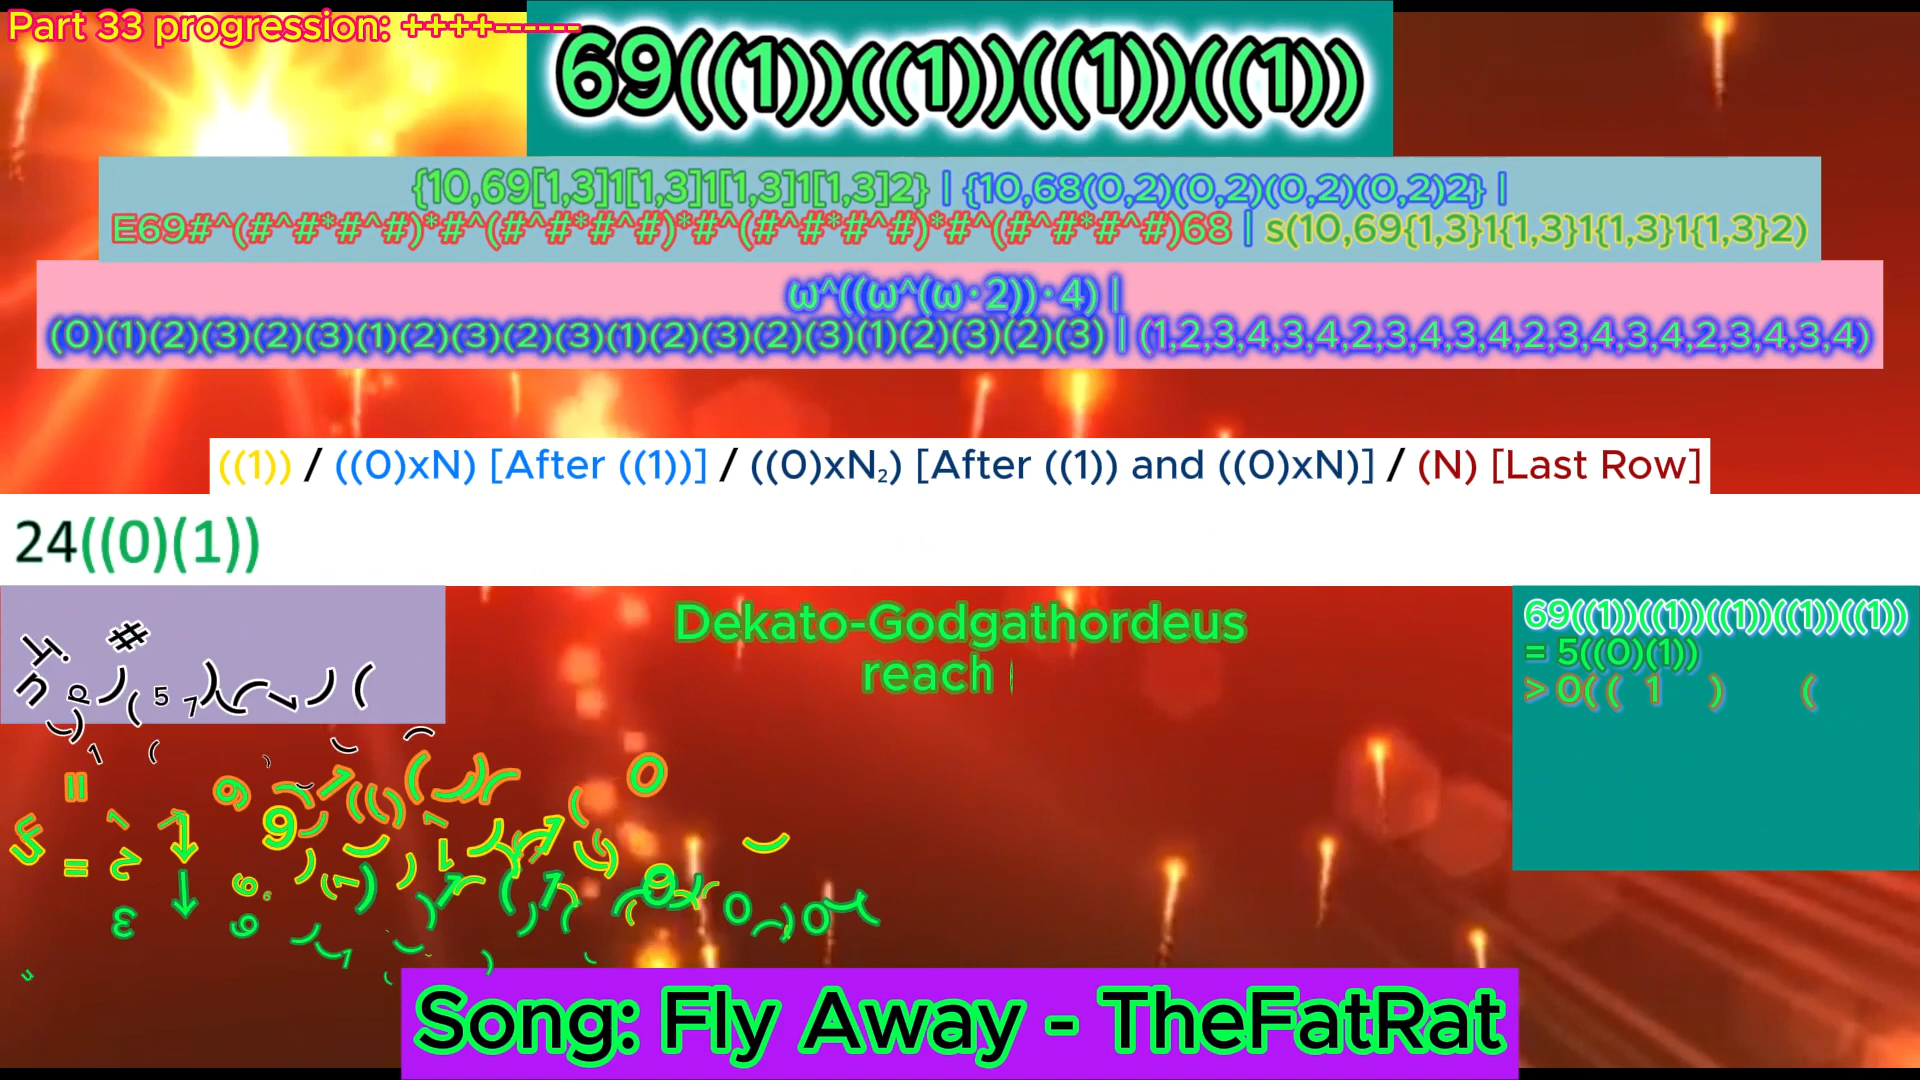 Part 33 progression: ++++------
69((1))((1))((1))((1))
{10,69[1,3]1[1,3]1[1,3]1[1,3]2} | {10,68(0,2)(0,2)(0,2)(0,2)2} |
E69#^(#^#*#^#)*#^(#^#*#^#)*#^(#^#*#^#)*#^(#^#*#^#)68 | s(10,69{1,3}1{1,3}1{1,3}1{1,3}2)
ω^((ω^(ω·2))·4) |
(0)(1)(2)(3)(2)(3)(1)(2)(3)(2)(3)(1)(2)(3)(2)(3)(1)(2)(3)(2)(3) | (1,2,3,4,3,4,2,3,4,3,4,2,3,4,3,4,2,3,4,3,4)
((1)) / ((0)xN) [After ((1))] / ((0)xN₂) [After ((1)) and ((0)xN)] / (N) [Last Row]
24((0)(1))
Dekato-Godgathordeus
reach
69((1))((1))((1))((1))((1))
= 5((0)(1))
> 0(( 1 ) (
Song: Fly Away - TheFatRat